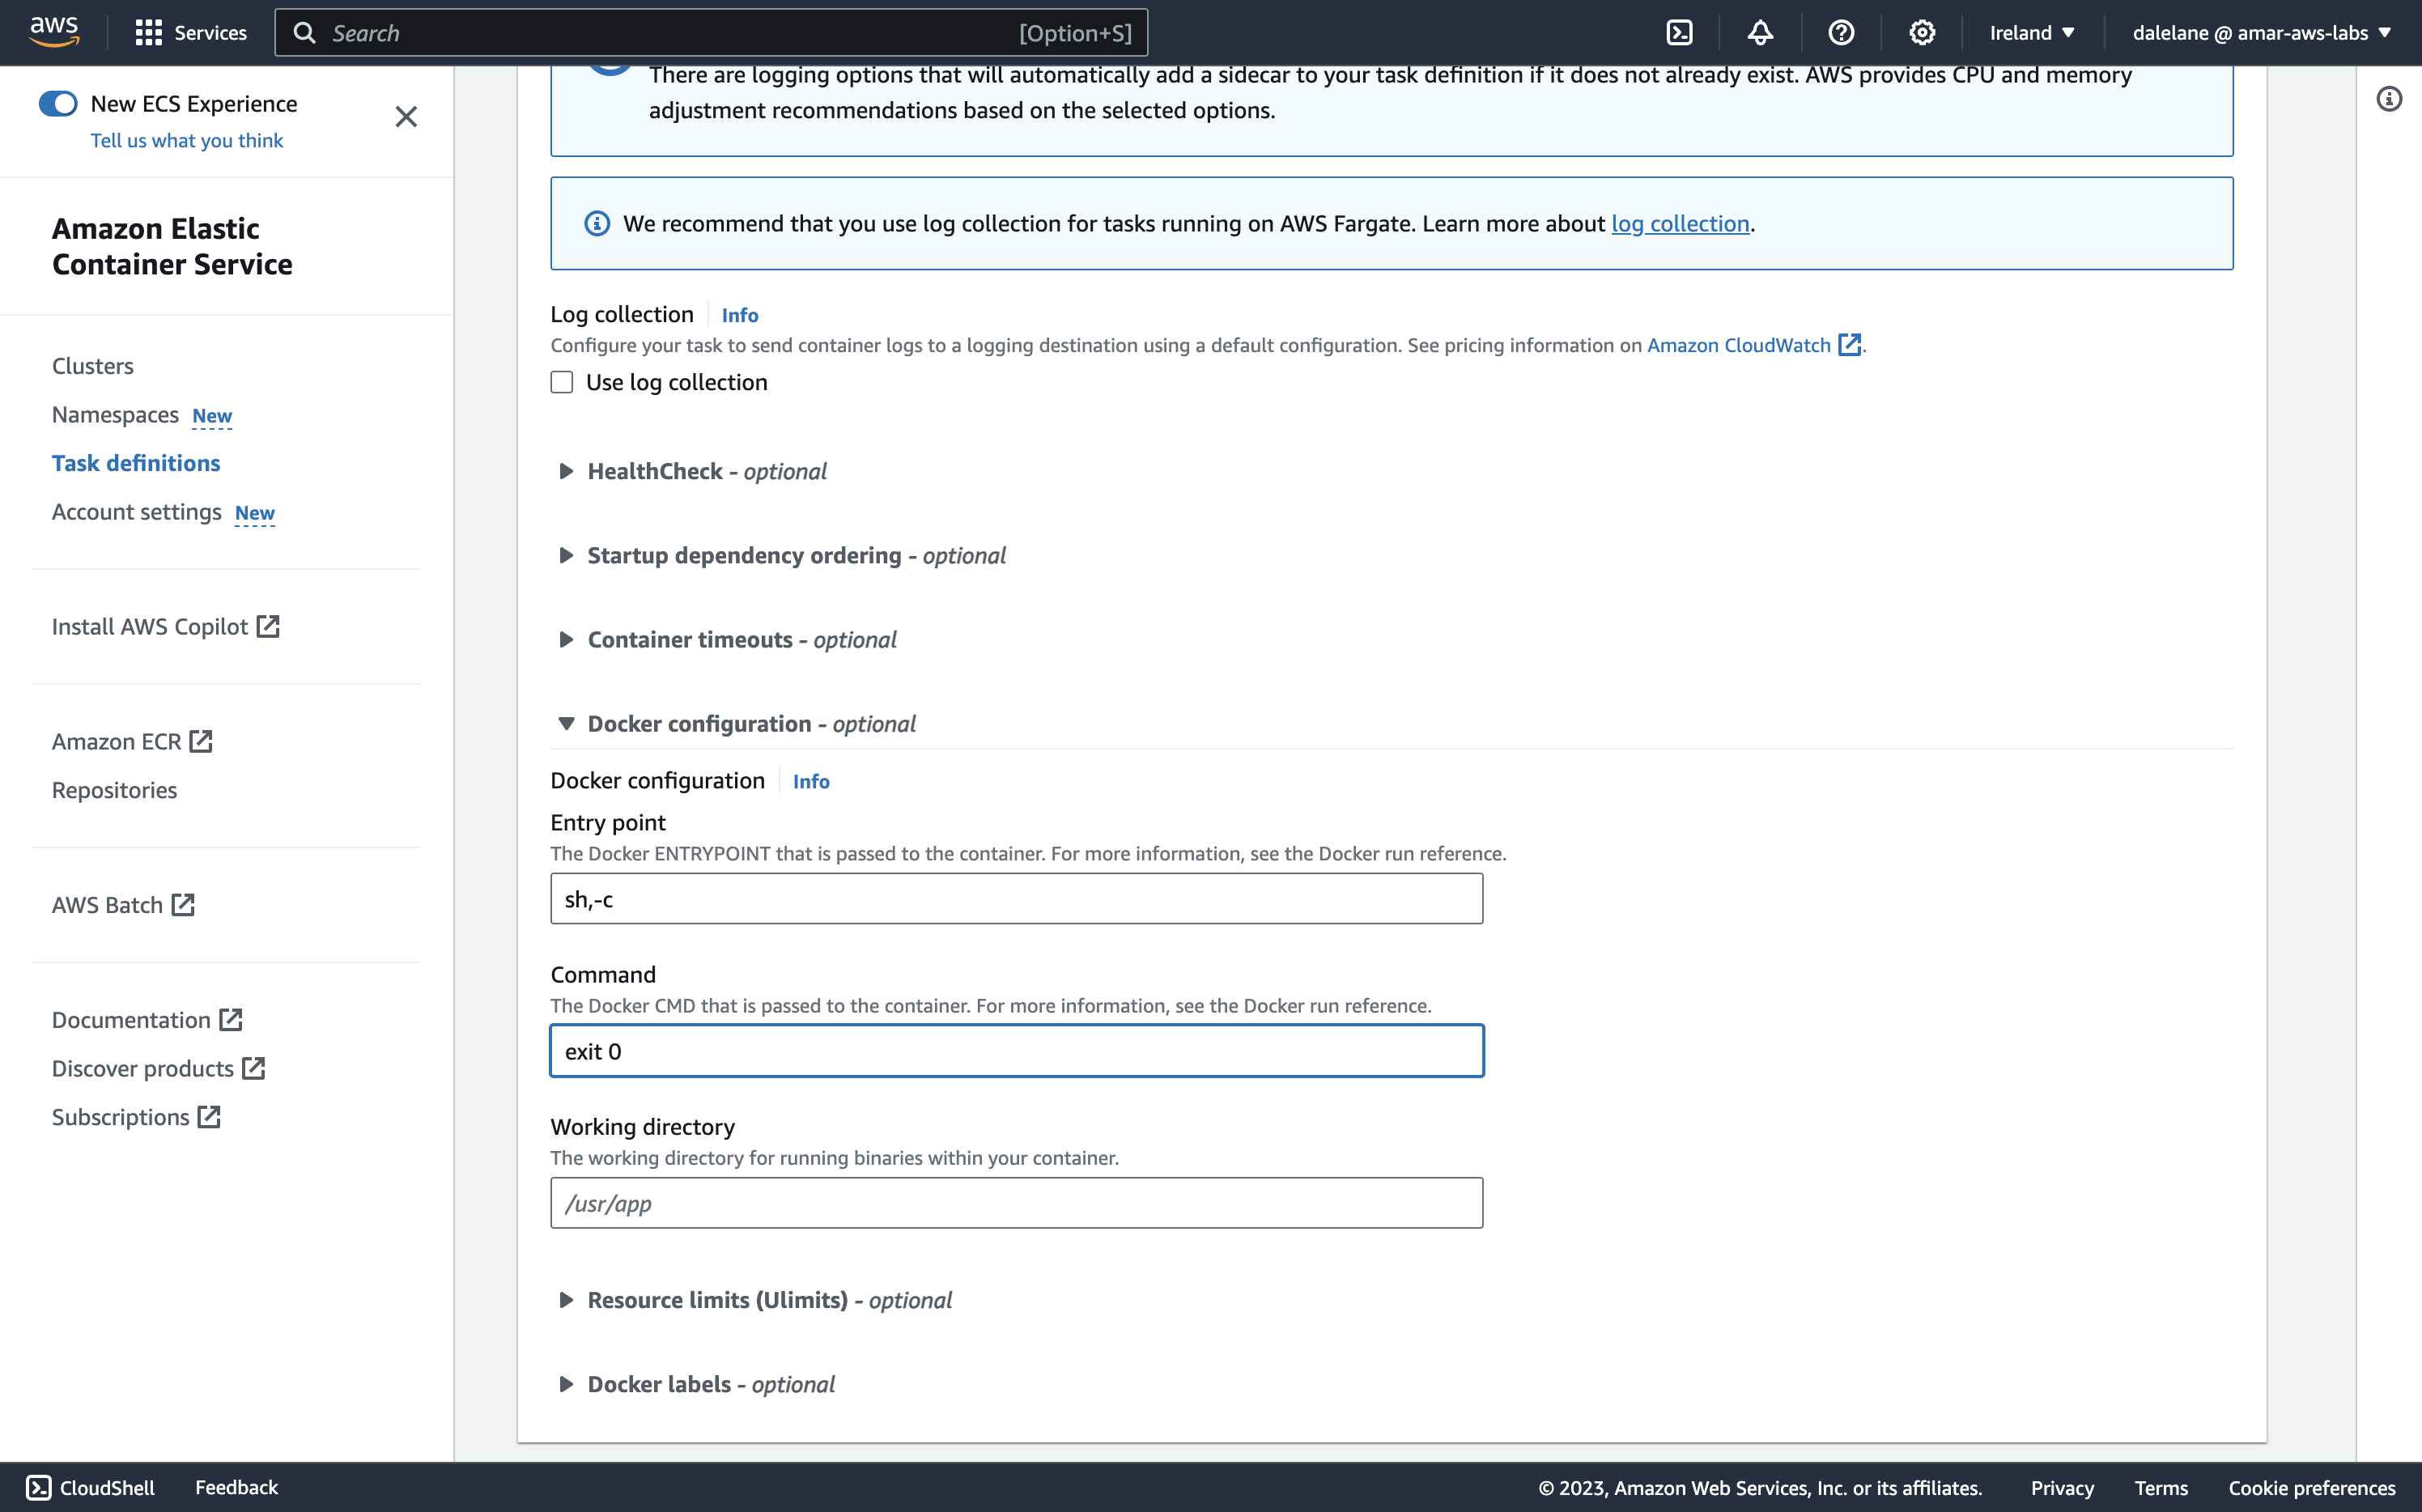 aws
Services
Search
[Option+S]
Ireland
dalelane @ amar-aws-labs
New ECS Experience
Tell us what you think
Amazon Elastic
Container Service
Clusters
Namespaces New
Task definitions
Account settings New
Install AWS Copilot
Amazon ECR
Repositories
AWS Batch
Documentation
Discover products
Subscriptions
There are logging options that will automatically add a sidecar to your task definition if it does not already exist. AWS provides CPU and memory
adjustment recommendations based on the selected options.
We recommend that you use log collection for tasks running on AWS Fargate. Learn more about log collection.
Log collection Info
Configure your task to send container logs to a logging destination using a default configuration. See pricing information on Amazon CloudWatch.
Use log collection
HealthCheck - optional
Startup dependency ordering - optional
Container timeouts - optional
Docker configuration - optional
Docker configuration Info
Entry point
The Docker ENTRYPOINT that is passed to the container. For more information, see the Docker run reference.
sh,-c
Command
The Docker CMD that is passed to the container. For more information, see the Docker run reference.
exit 0
Working directory
The working directory for running binaries within your container.
/usr/app
Resource limits (Ulimits) - optional
Docker labels - optional
CloudShell
Feedback
© 2023, Amazon Web Services, Inc. or its affiliates.
Privacy
Terms
Cookie preferences